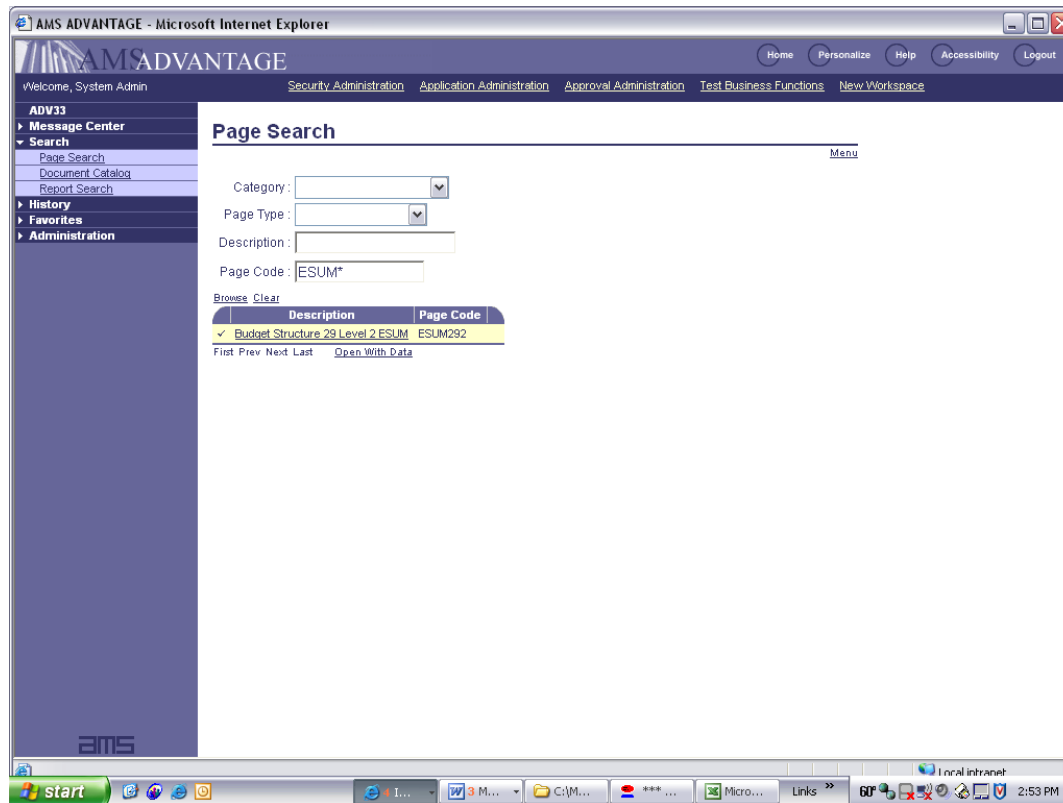 AMS ADVANTAGE - Microsoft Internet Explorer
AMSADVANTAGE
Home Personalize Help Accessibility Logout
Welcome, System Admin Security Administration Application Administration Approval Administration Test Business Functions New Workspace
ADV33
Message Center
Search
Page Search
Document Catalog
Report Search
History
Favorites
Administration
Page Search
Menu
Category :
Page Type :
Description :
Page Code : ESUM*
Browse Clear
Description Page Code
Budget Structure 29 Level 2 ESUM ESUM292
First Prev Next Last Open With Data
ams
Local intranet
start 4 I... 3 M... C:\M... *** ... Micro... Links » 60° 2:53 PM